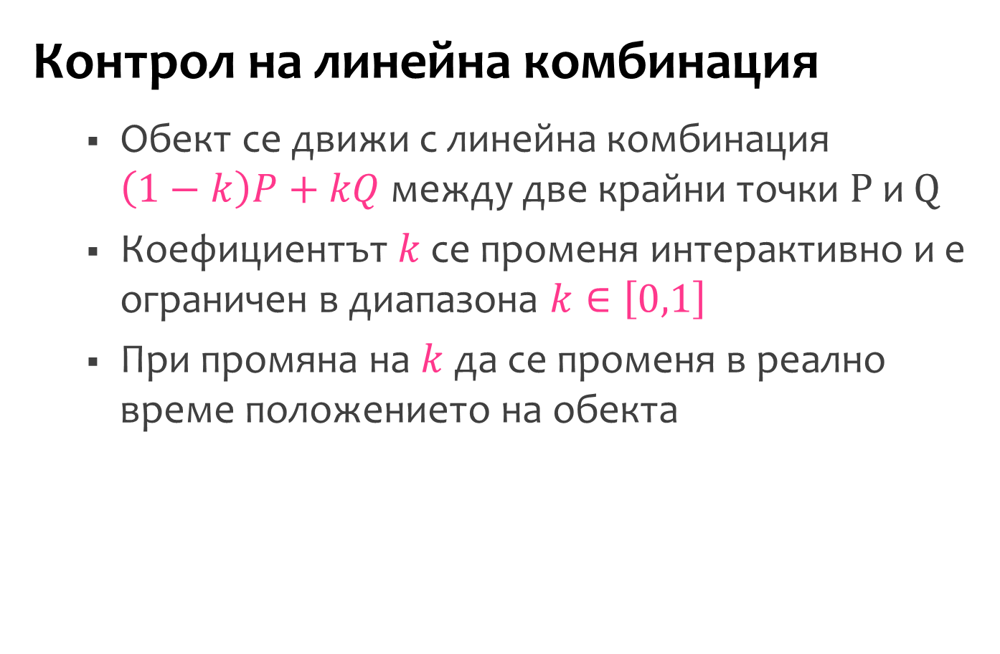 Контрол на линейна комбинация
▪ Обект се движи с линейна комбинация
(1 − k)P + kQ между две крайни точки P и Q
▪ Коефициентът k се променя интерактивно и е
ограничен в диапазона k ∈ [0,1]
▪ При промяна на k да се променя в реално
време положението на обекта